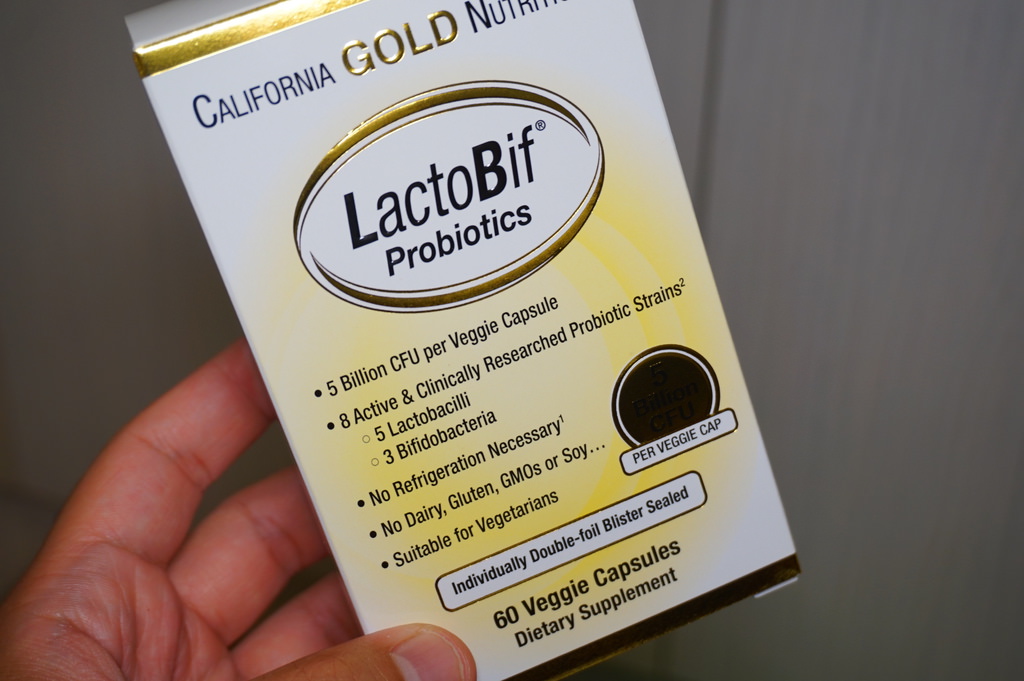 CALIFORNIA GOLD
LactoBif®
Probiotics
• 5 Billion CFU per Veggie Capsule
• 8 Active & Clinically Researched Probiotic Strains²
○ 5 Lactobacilli
○ 3 Bifidobacteria
• No Refrigeration Necessary¹
• No Dairy, Gluten, GMOs or Soy...
• Suitable for Vegetarians
5
Billion
CFU
PER VEGGIE CAP
Individually Double-foil Blister Sealed
60 Veggie Capsules
Dietary Supplement